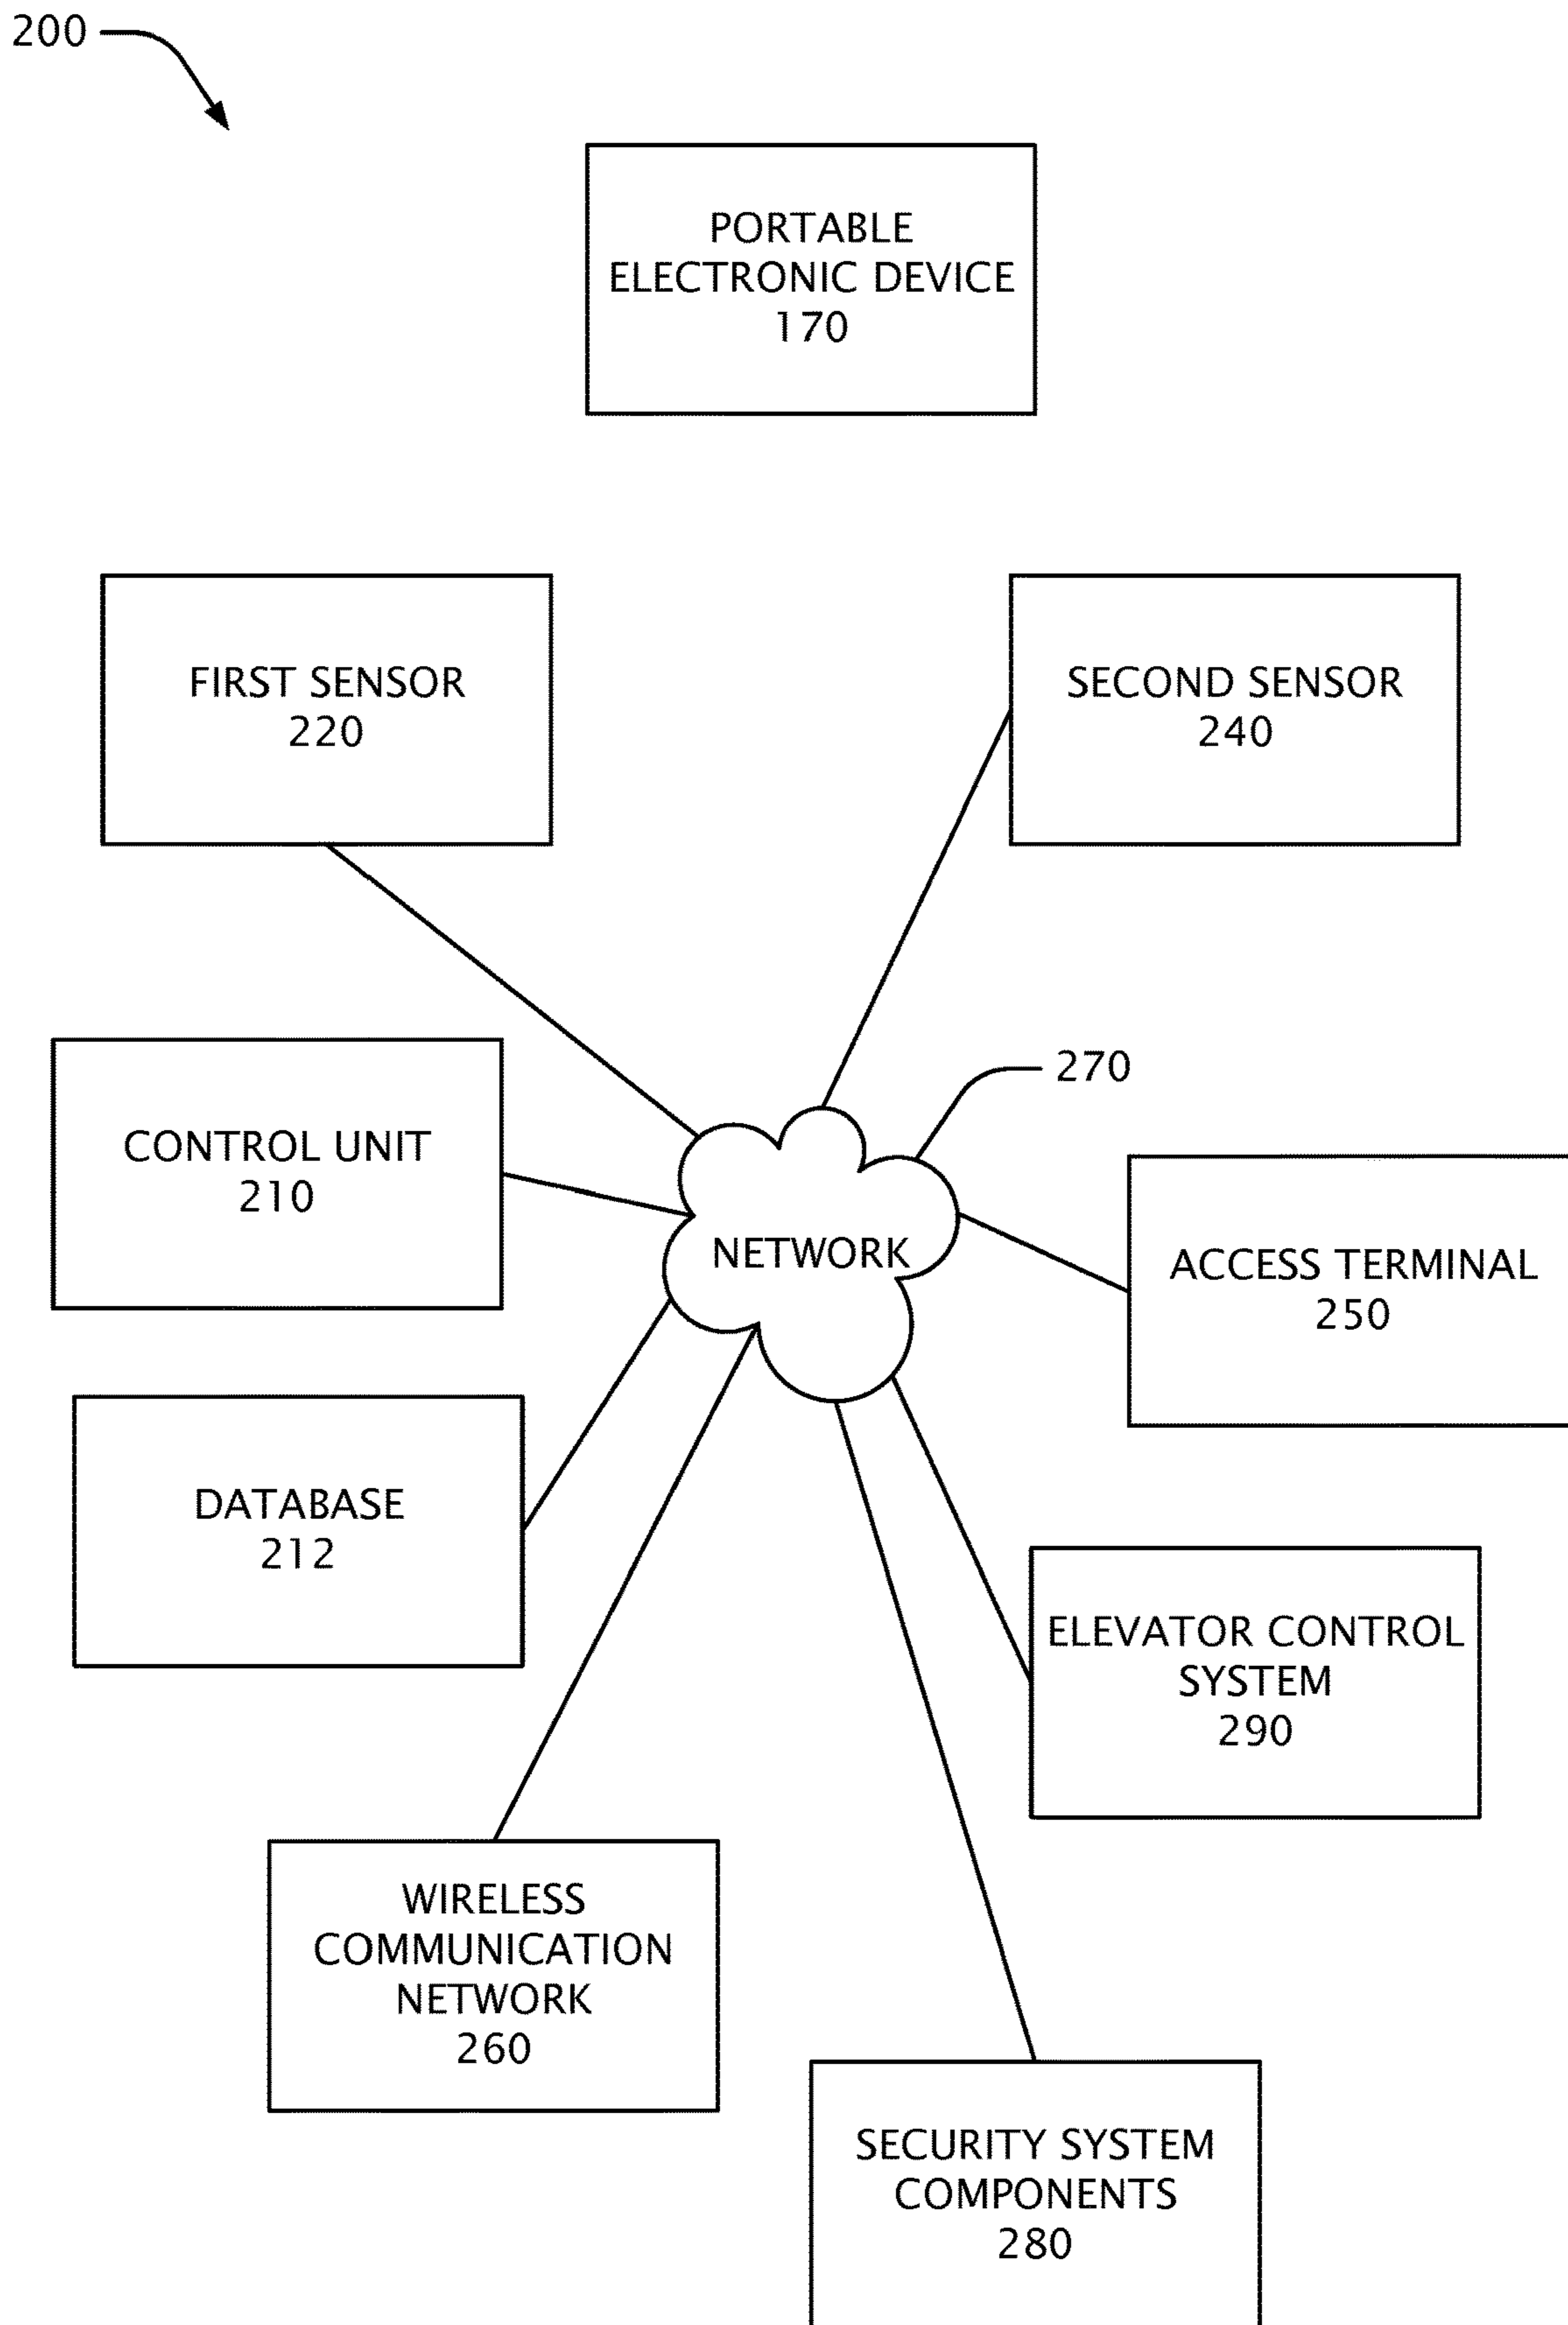 200
PORTABLE
ELECTRONIC DEVICE
170
FIRST SENSOR
220
SECOND SENSOR
240
270
CONTROL UNIT
210
NETWORK
ACCESS TERMINAL
250
DATABASE
212
ELEVATOR CONTROL
SYSTEM
290
WIRELESS
COMMUNICATION
NETWORK
260
SECURITY SYSTEM
COMPONENTS
280